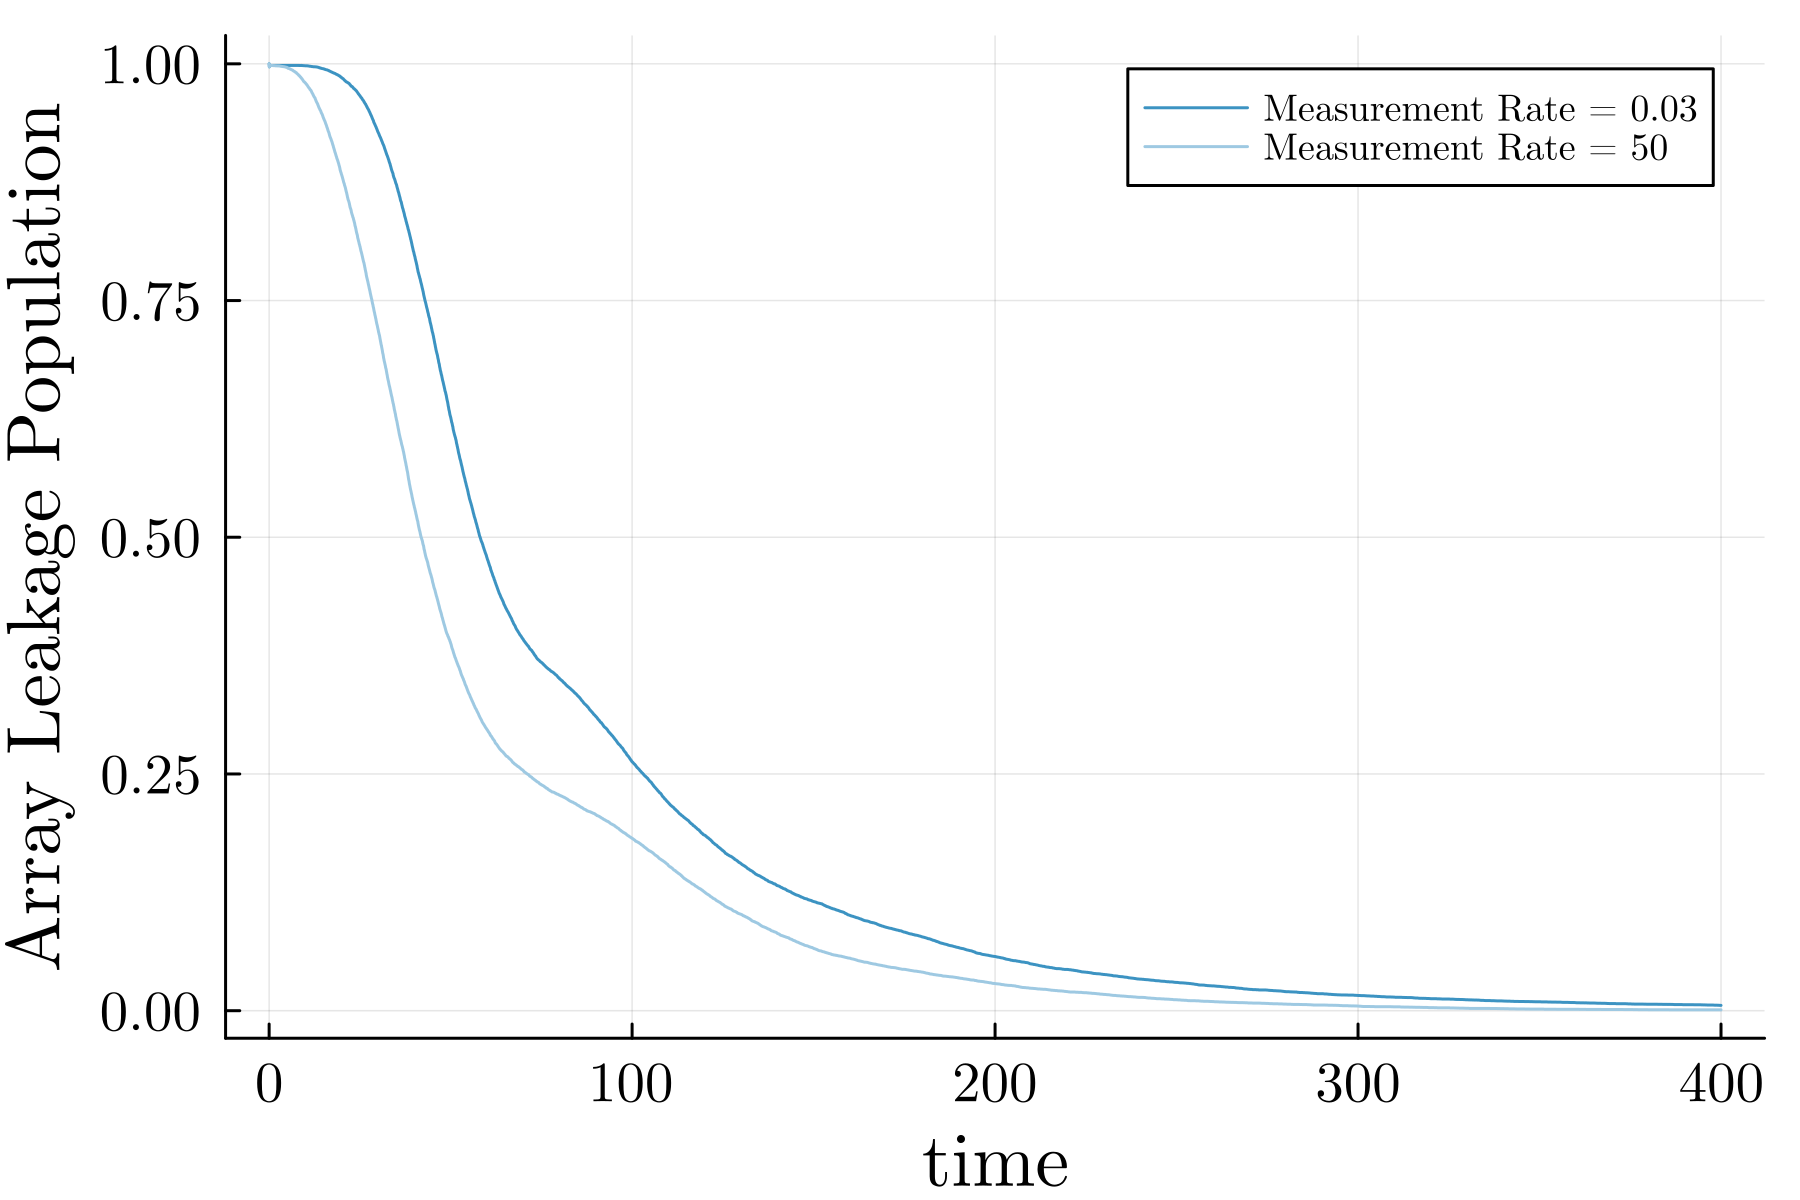 Array Leakage Population
1.00
0.75
0.50
0.25
0.00
Measurement Rate = 0.03
Measurement Rate = 50
0 100 200 300 400
time